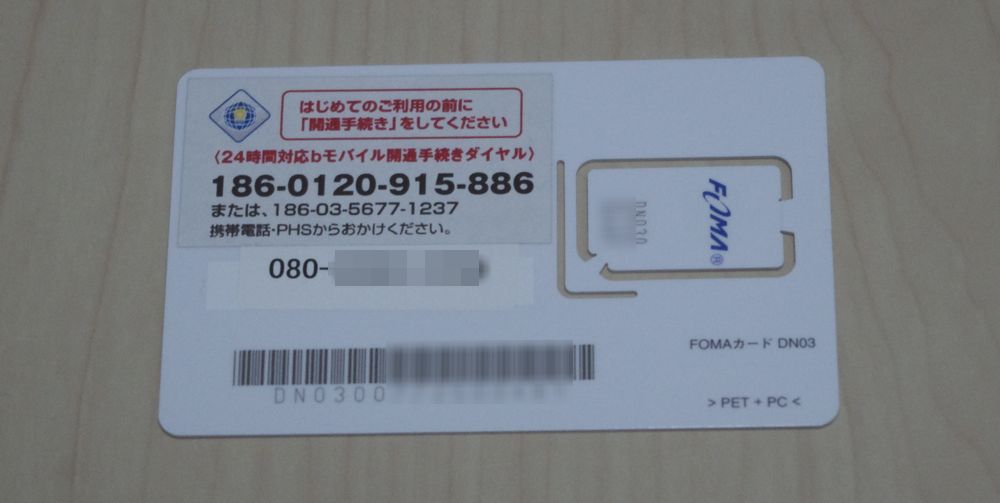 はじめてのご利用の前に
「開通手続き」をしてください
〈24時間対応bモバイル開通手続きダイヤル〉
186-0120-915-886
または、186-03-5677-1237
携帯電話・PHSからおかけください。
080-
FOMA®
DN030
FOMAカード DN03
DN0300
> PET + PC <